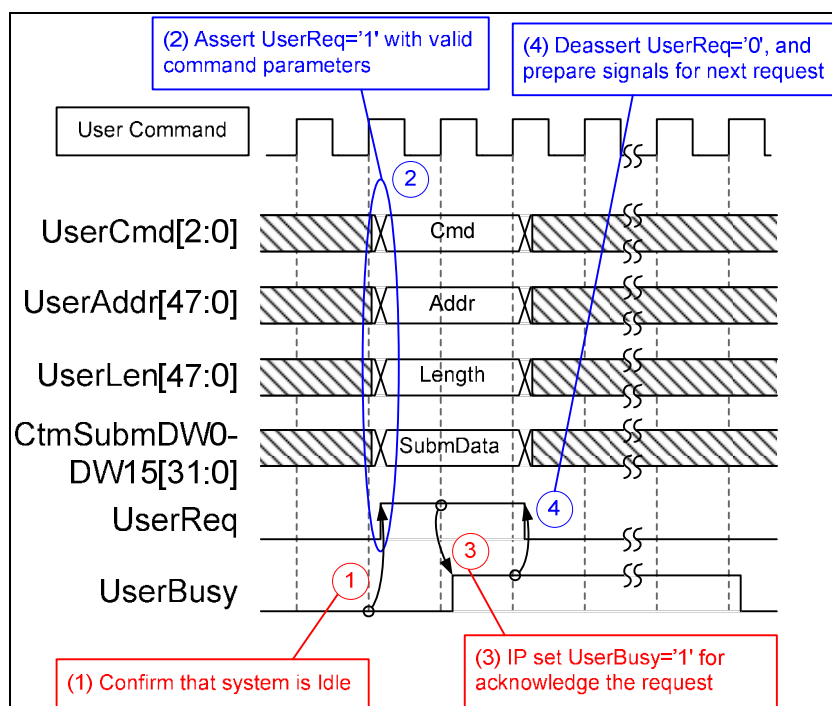 (2) Assert UserReq='1' with valid
command parameters
(4) Deassert UserReq='0', and
prepare signals for next request
User Command
2
UserCmd[2:0]
Cmd
UserAddr[47:0]
Addr
UserLen[47:0]
Length
CtmSubmDW0-
DW15[31:0]
SubmData
UserReq
4
3
UserBusy
1
(1) Confirm that system is Idle
(3) IP set UserBusy='1' for
acknowledge the request